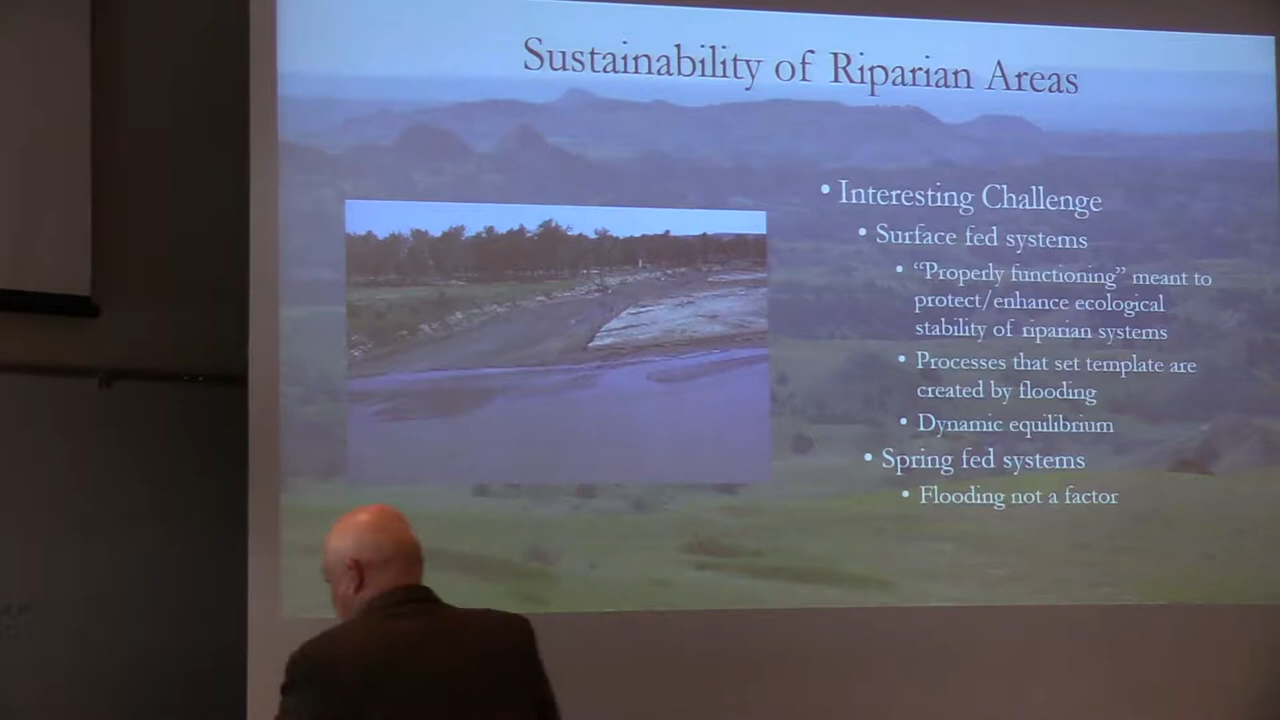 Sustainability of Riparian Areas
• Interesting Challenge
• Surface fed systems
• “Properly functioning” meant to
protect/enhance ecological
stability of riparian systems
• Processes that set template are
created by flooding
• Dynamic equilibrium
• Spring fed systems
• Flooding not a factor